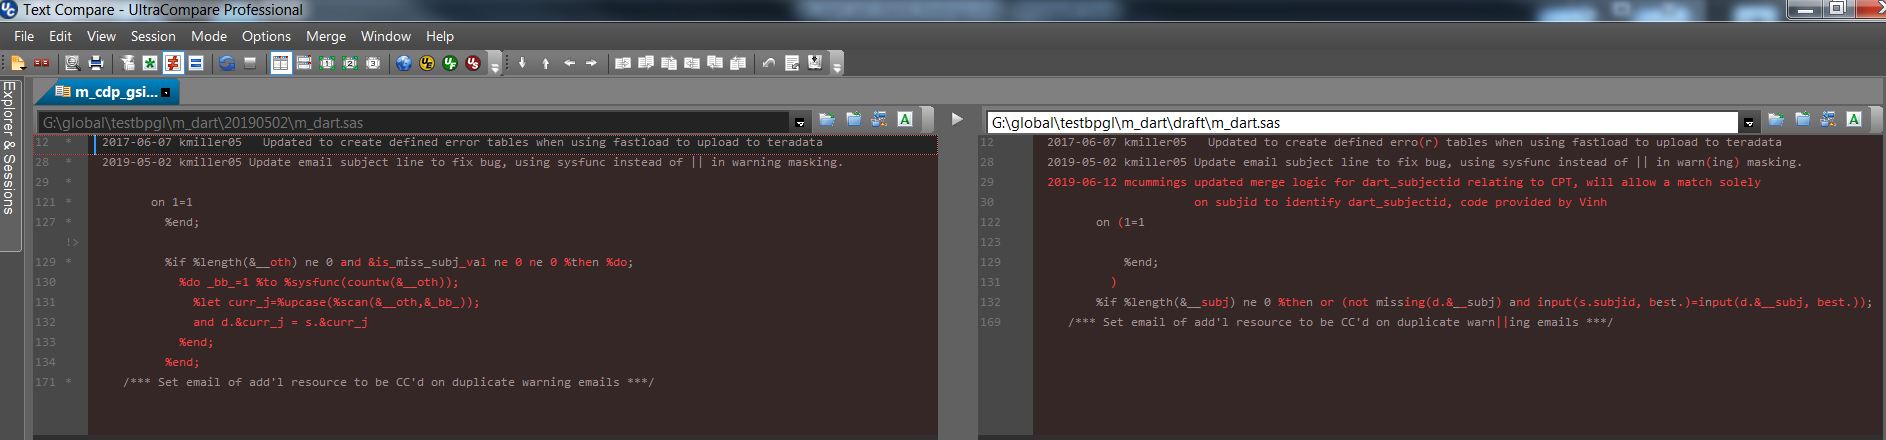 Text Compare - UltraCompare Professional
File Edit View Session Mode Options Merge Window Help
Explorer & Sessions
m_cdp_gsi...
G:\global\testbpgl\m_dart\20190502\m_dart.sas
12 * 2017-06-07 kmiller05   Updated to create defined error tables when using fastload to upload to teradata
28 * 2019-05-02 kmiller05 Update email subject line to fix bug, using sysfunc instead of || in warning masking.
29 *
121 * on 1=1
127 * %end;
!>
129 * %if %length(&__oth) ne 0 and &is_miss_subj_val ne 0 ne 0 %then %do;
130 %do _bb_=1 %to %sysfunc(countw(&__oth));
131 %let curr_j=%upcase(%scan(&__oth,&_bb_));
132 and d.&curr_j = s.&curr_j
133 %end;
134 %end;
171 * /*** Set email of add'l resource to be CC'd on duplicate warning emails ***/
G:\global\testbpgl\m_dart\draft\m_dart.sas
12 2017-06-07 kmiller05   Updated to create defined erro(r) tables when using fastload to upload to teradata
28 2019-05-02 kmiller05 Update email subject line to fix bug, using sysfunc instead of || in warn(ing) masking.
29 2019-06-12 mcummings updated merge logic for dart_subjectid relating to CPT, will allow a match solely
30 on subjid to identify dart_subjectid, code provided by Vinh
122 on (1=1
123
129 %end;
131 )
132 %if %length(&__subj) ne 0 %then or (not missing(d.&__subj) and input(s.subjid, best.)=input(d.&__subj, best.));
169 /*** Set email of add'l resource to be CC'd on duplicate warn||ing emails ***/